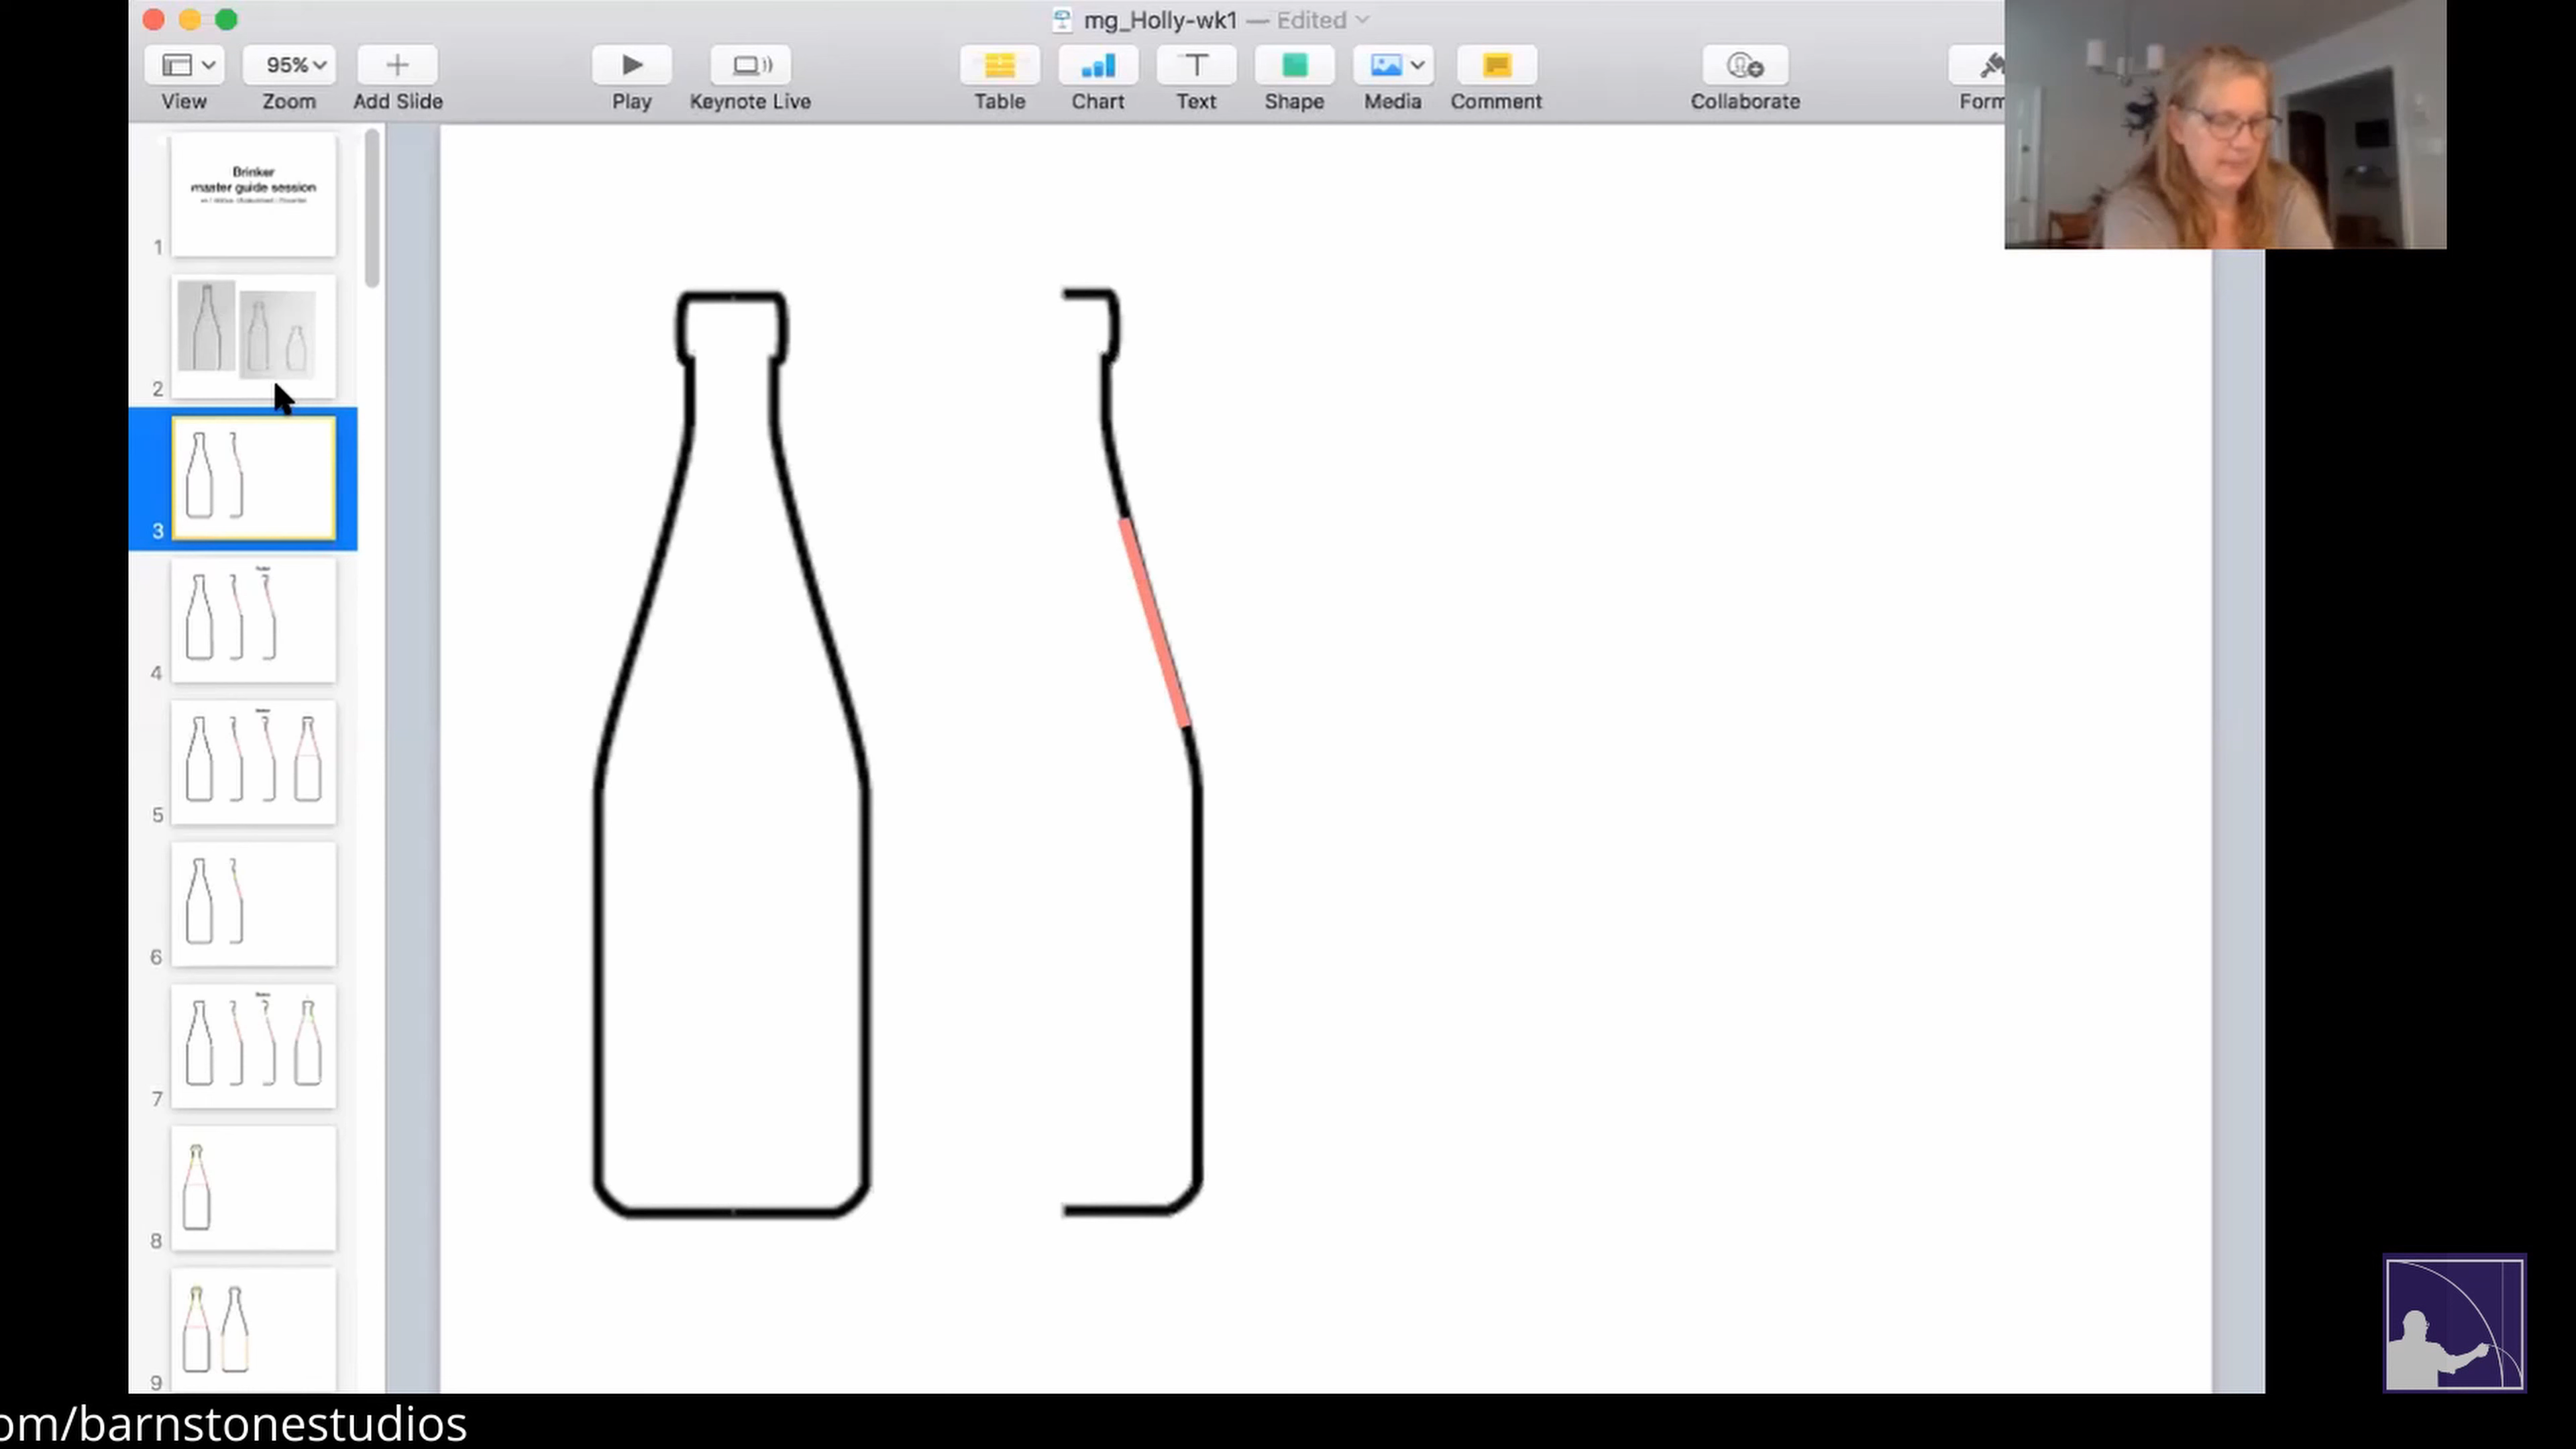 mg_Holly-wk1 — Edited
95%
View
Zoom
Add Slide
Play
Keynote Live
Table
Chart
Text
Shape
Media
Comment
Collaborate
Form
Brinker
master guide session
1
2
3
4
5
6
7
8
9
om/barnstonestudios